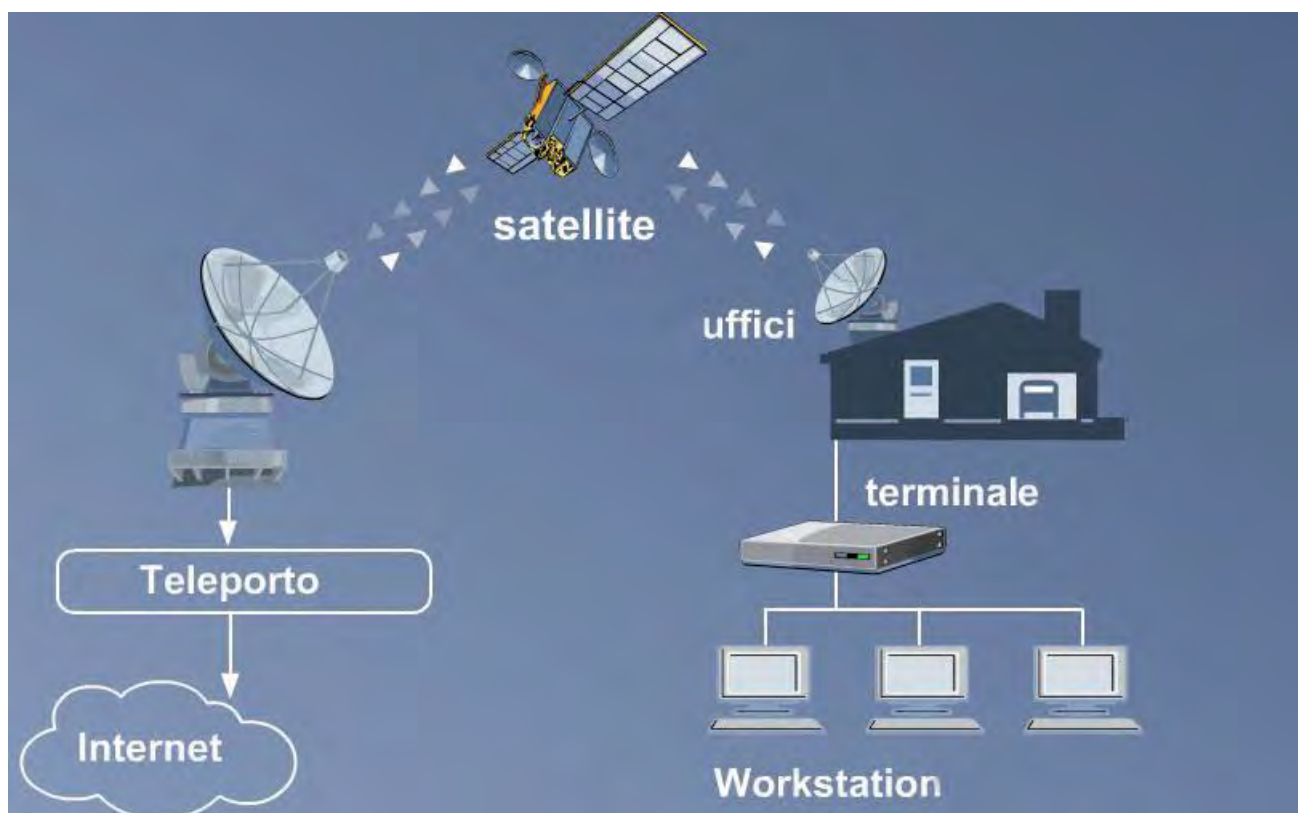 satellite
uffici
terminale
Teleporto
Internet
Workstation